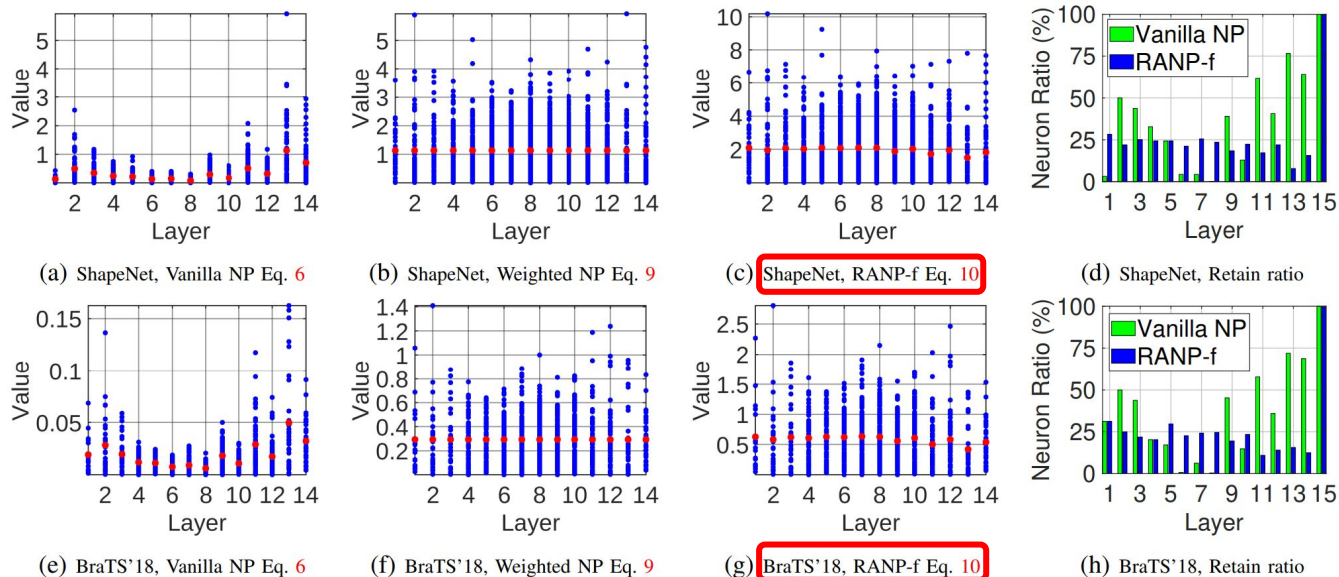 5
4
3
2
1
Value
2 4 6 8 10 12 14
Layer
(a) ShapeNet, Vanilla NP Eq. 6
5
4
3
2
1
Value
2 4 6 8 10 12 14
Layer
(b) ShapeNet, Weighted NP Eq. 9
10
8
6
4
2
Value
2 4 6 8 10 12 14
Layer
(c) ShapeNet, RANP-f Eq. 10
100
75
50
25
0
Neuron Ratio (%)
Vanilla NP
RANP-f
1 3 5 7 9 11 13 15
Layer
(d) ShapeNet, Retain ratio
0.15
0.1
0.05
Value
2 4 6 8 10 12 14
Layer
(e) BraTS'18, Vanilla NP Eq. 6
1.4
1.2
1
0.8
0.6
0.4
0.2
Value
2 4 6 8 10 12 14
Layer
(f) BraTS'18, Weighted NP Eq. 9
2.5
2
1.5
1
0.5
Value
2 4 6 8 10 12 14
Layer
(g) BraTS'18, RANP-f Eq. 10
100
75
50
25
0
Neuron Ratio (%)
Vanilla NP
RANP-f
1 3 5 7 9 11 13 15
Layer
(h) BraTS'18, Retain ratio